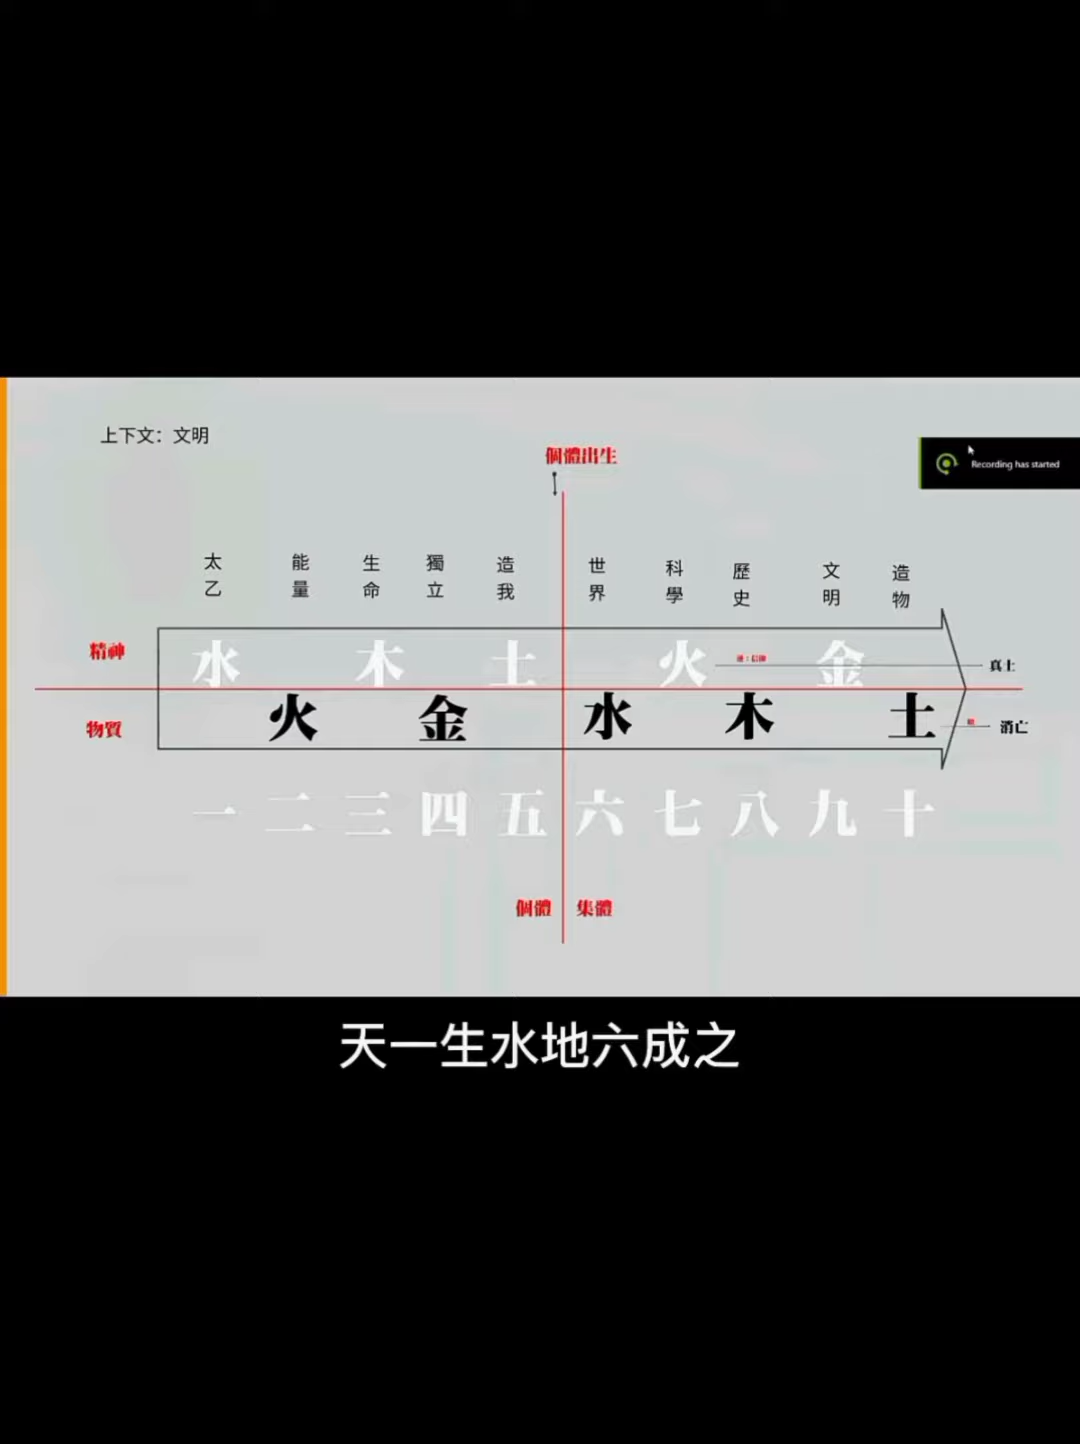 上下文：文明
個體出生
Recording has started
太乙 能量 生命 獨立 造我 世界 科學 歷史 文明 造物
精神 水 木 土 火 金 真土
物質 火 金 水 木 土 消亡
一 二 三 四 五 六 七 八 九 十
個體 集體
天一生水地六成之